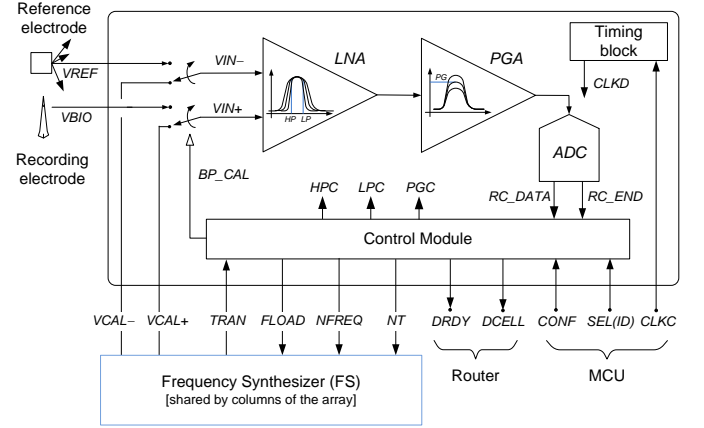 Reference
electrode
VREF
VBIO
Recording
electrode
VIN−
VIN+
BP_CAL
LNA
HP LP
PGA
PG
Timing
block
CLKD
ADC
RC_DATA RC_END
HPC LPC PGC
Control Module
VCAL− VCAL+ TRAN FLOAD NFREQ NT DRDY DCELL CONF SEL(ID) CLKC
Router
MCU
Frequency Synthesizer (FS)
[shared by columns of the array]